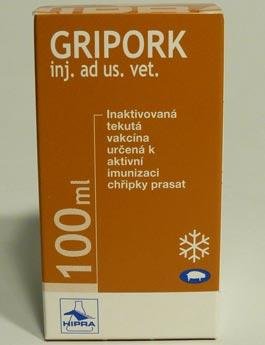 GRIPORK
inj. ad us. vet.
Inaktivovaná
tekutá
vakcína
určená k
aktivní
imunizaci
chřipky prasat
100 ml
HIPRA